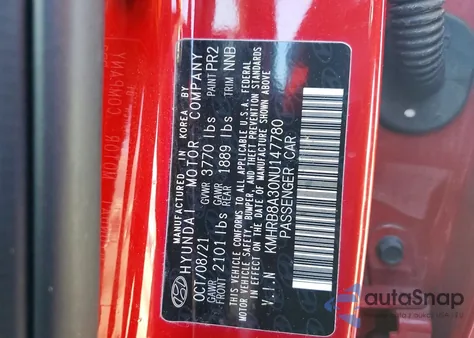 MANUFACTURED IN KOREA BY
HYUNDAI MOTOR COMPANY
OCT/08/21 GVWR 3770 lbs PAINT PR2
GAWR FRONT 2101 lbs GAWR REAR 1889 lbs TRIM NNB
THIS VEHICLE CONFORMS TO ALL APPLICABLE U.S.A. FEDERAL
MOTOR VEHICLE SAFETY, BUMPER, AND THEFT PREVENTION STANDARDS
IN EFFECT ON THE DATE OF MANUFACTURE SHOWN ABOVE
V.I.N KMHRB8A30NU147780
PASSENGER CAR
autoSnap